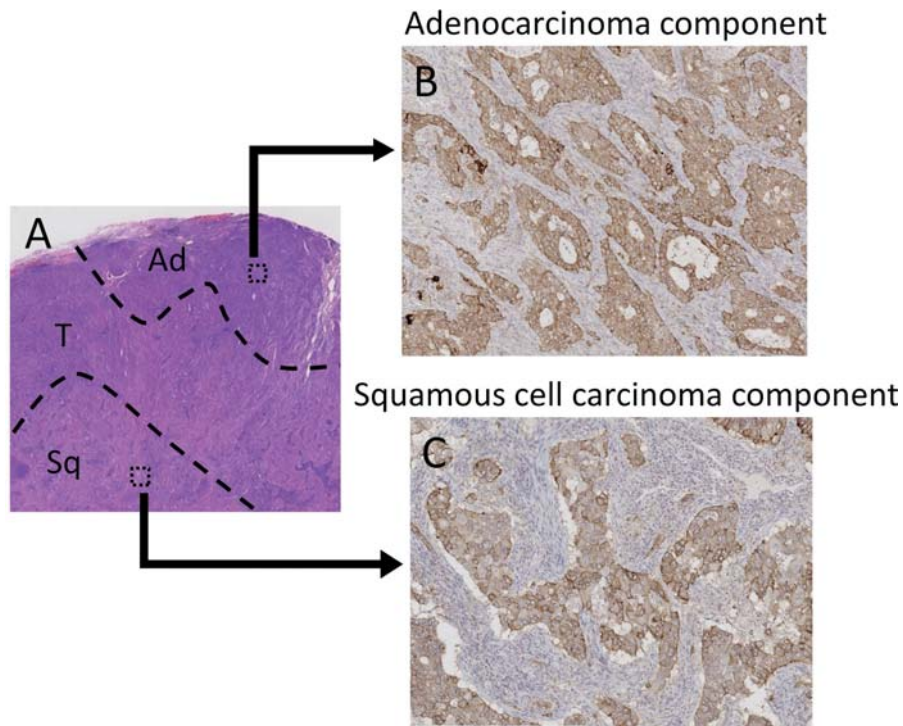 Adenocarcinoma component
B
A
Ad
T
Sq
Squamous cell carcinoma component
C